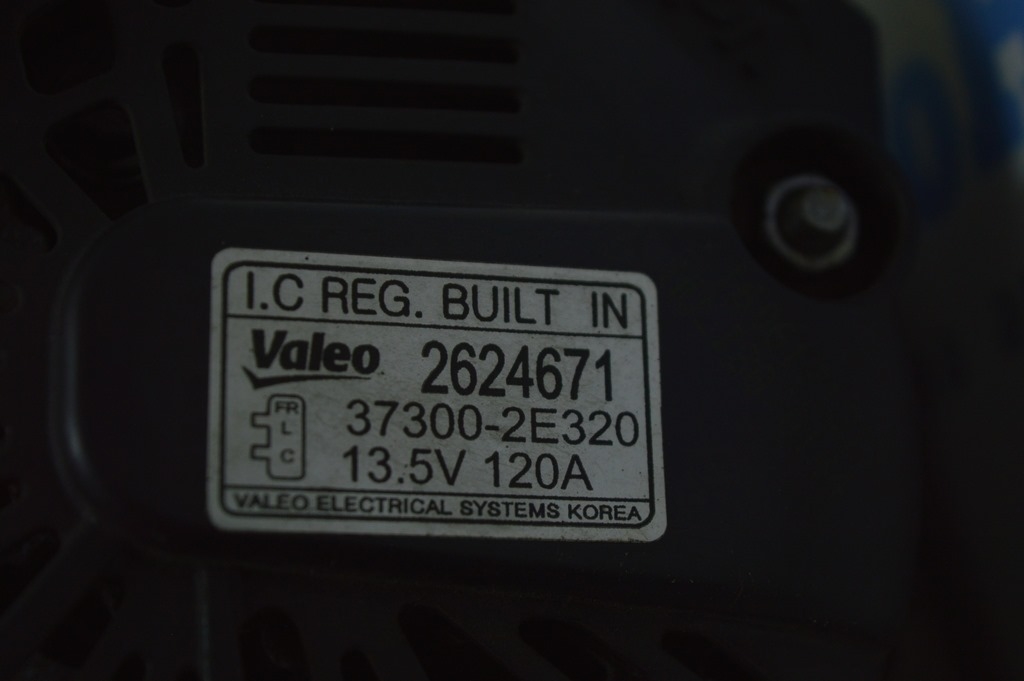 I.C REG. BUILT IN
Valeo 2624671
FR 37300-2E320
L
C 13.5V 120A
VALEO ELECTRICAL SYSTEMS KOREA